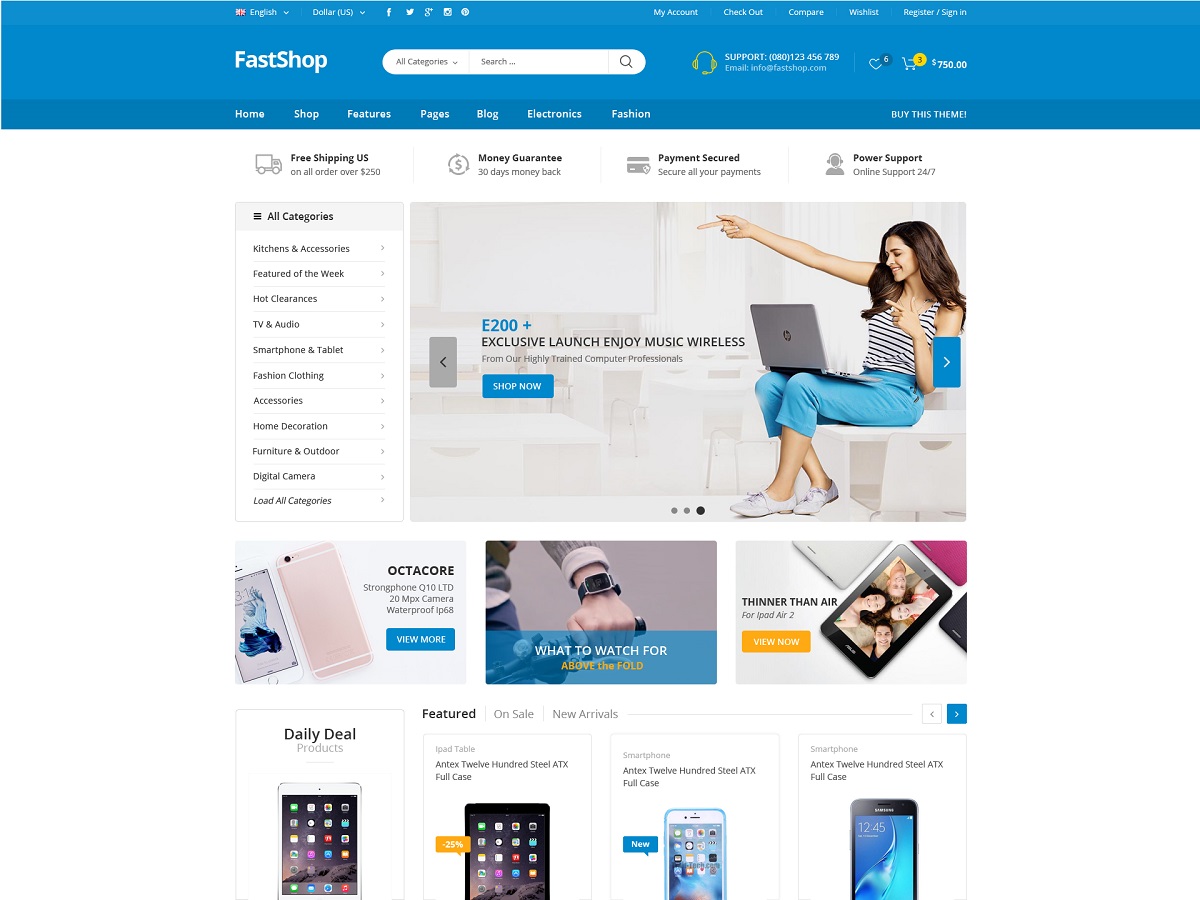 English
Dollar (US)
My Account
Check Out
Compare
Wishlist
Register / Sign in
FastShop
All Categories
Search ...
SUPPORT: (080)123 456 789
Email: info@fastshop.com
6
3
$750.00
Home
Shop
Features
Pages
Blog
Electronics
Fashion
BUY THIS THEME!
Free Shipping US
on all order over $250
Money Guarantee
30 days money back
Payment Secured
Secure all your payments
Power Support
Online Support 24/7
All Categories
Kitchens & Accessories
Featured of the Week
Hot Clearances
TV & Audio
Smartphone & Tablet
Fashion Clothing
Accessories
Home Decoration
Furniture & Outdoor
Digital Camera
Load All Categories
E200 +
EXCLUSIVE LAUNCH ENJOY MUSIC WIRELESS
From Our Highly Trained Computer Professionals
SHOP NOW
hp
OCTACORE
Strongphone Q10 LTD
20 Mpx Camera
Waterproof Ip68
VIEW MORE
WHAT TO WATCH FOR
ABOVE the FOLD
THINNER THAN AIR
For Ipad Air 2
VIEW NOW
ASUS
Daily Deal
Products
Featured
On Sale
New Arrivals
Ipad Table
Antex Twelve Hundred Steel ATX
Full Case
-25%
Smartphone
Antex Twelve Hundred Steel ATX
Full Case
New
Smartphone
Antex Twelve Hundred Steel ATX
Full Case
SAMSUNG
12:45